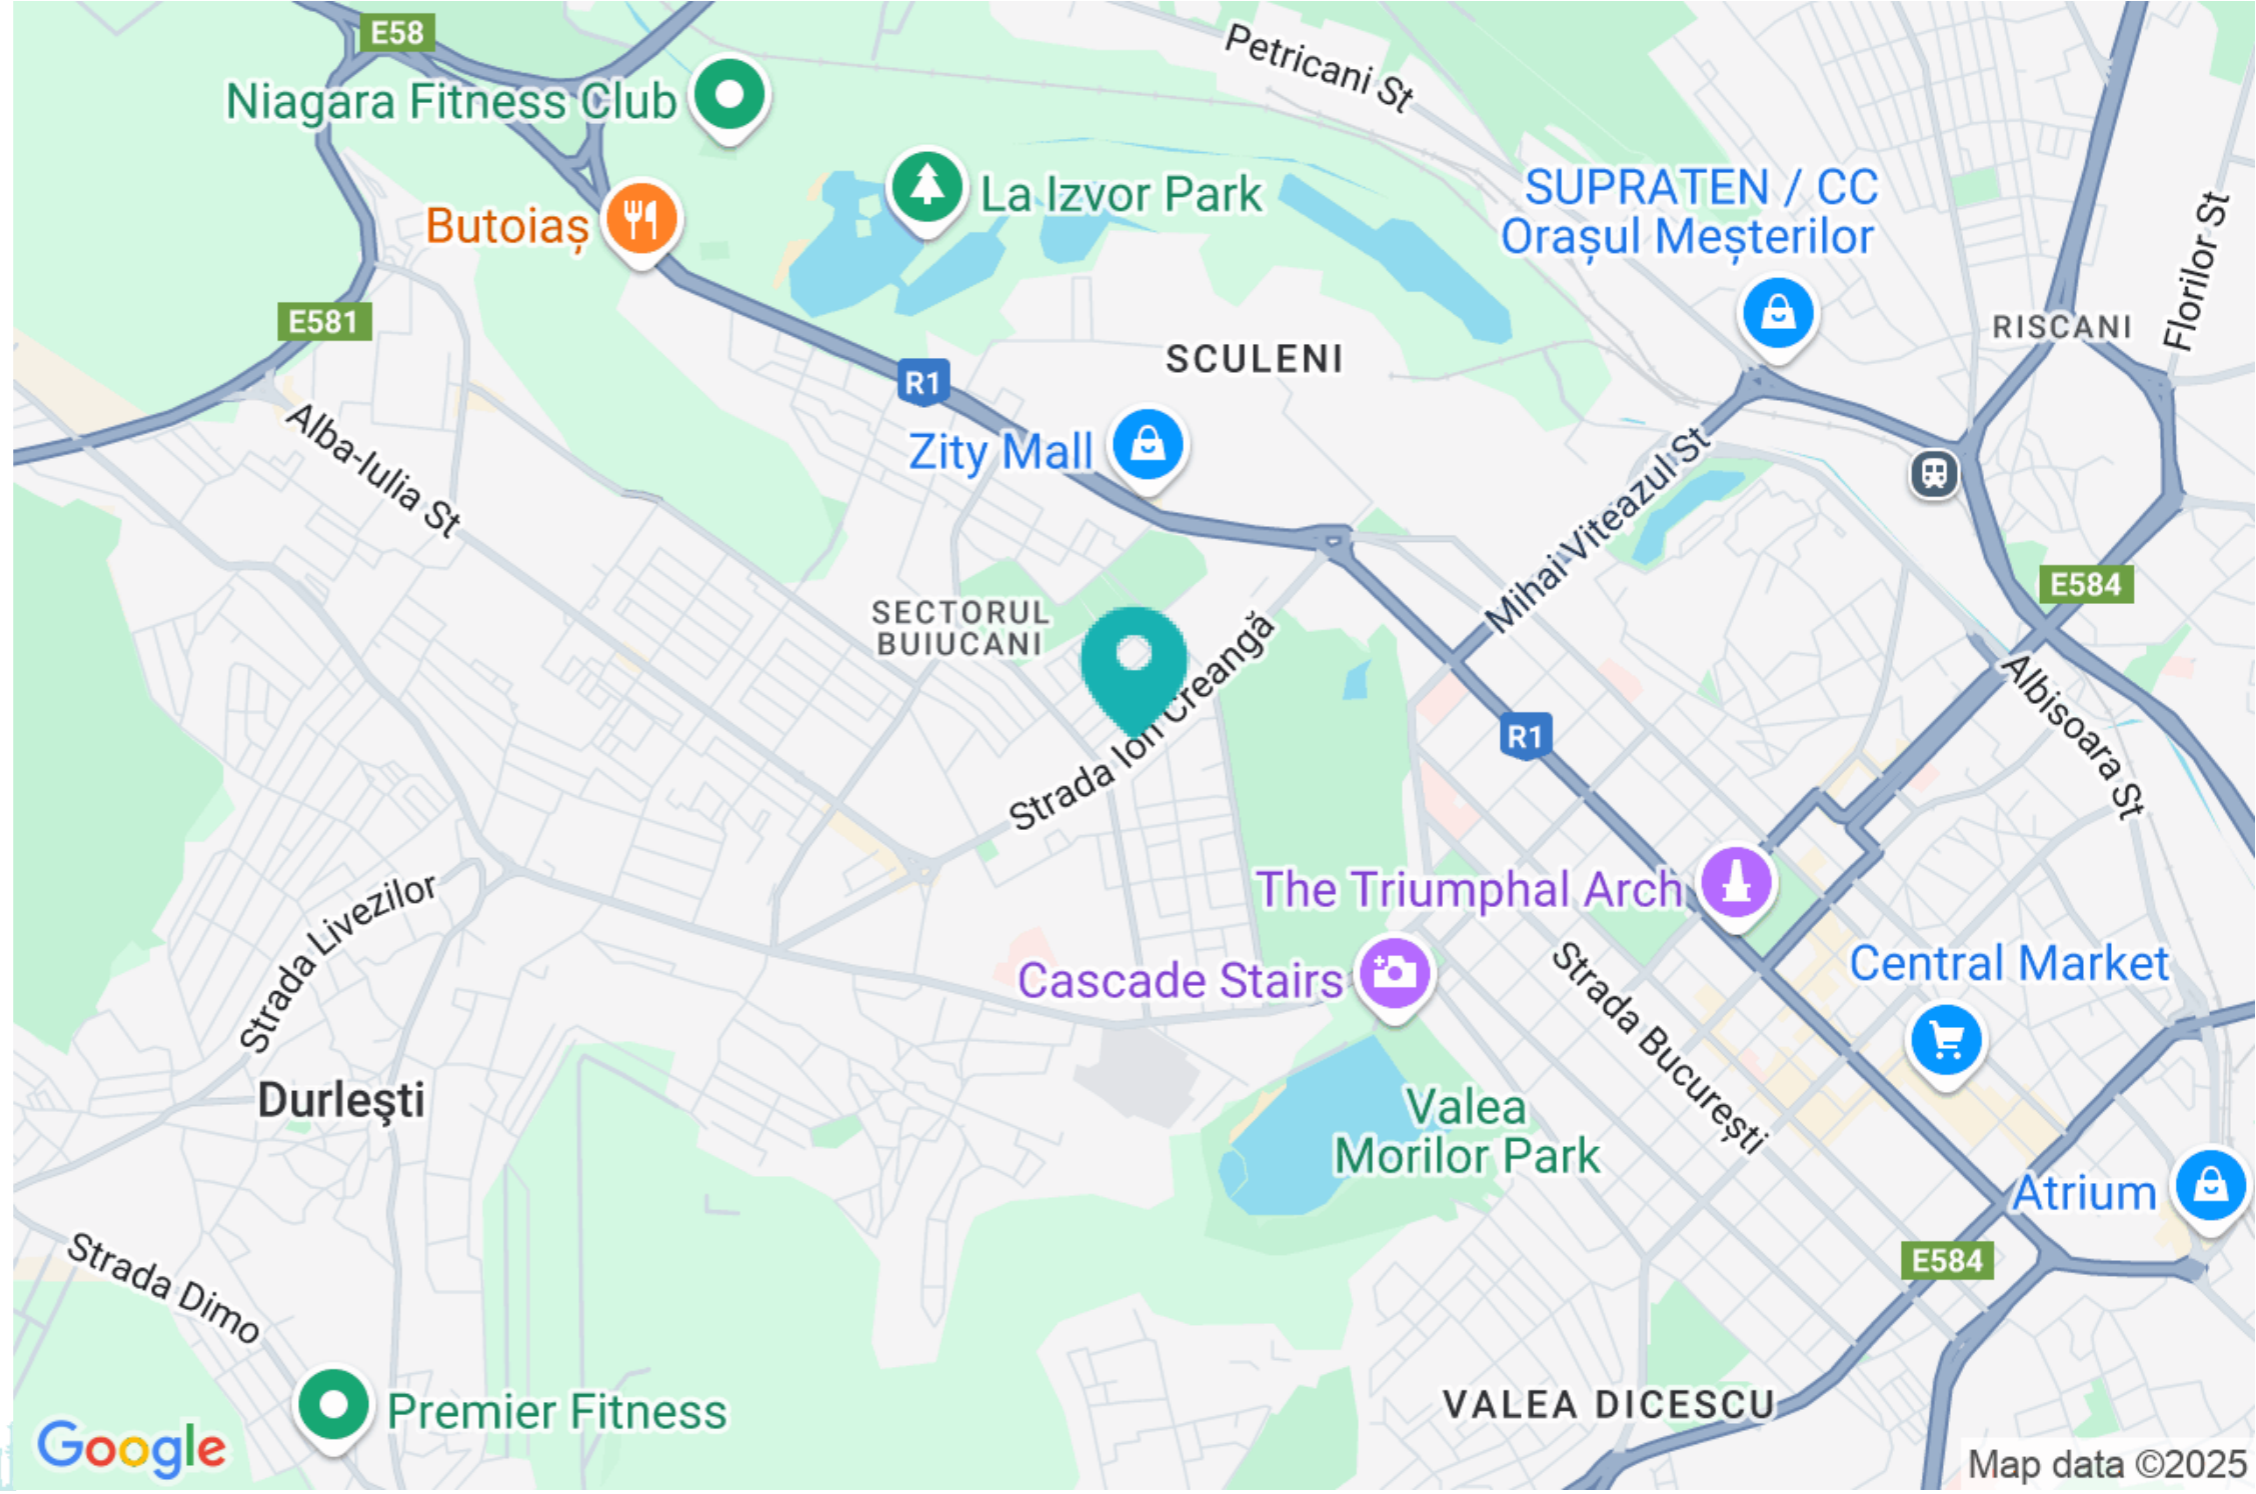 E58
Petricani St
Niagara Fitness Club
La Izvor Park
SUPRATEN / CC
Orașul Meșterilor
Butoiaș
Florilor St
E581
RISCANI
SCULENI
R1
Alba-Iulia St
Zity Mall
Mihai Viteazul St
E584
SECTORUL
BUIUCANI
Strada Ion Creangă
Albisoara St
R1
The Triumphal Arch
Strada Livezilor
Cascade Stairs
Central Market
Strada București
Durleşti
Valea
Morilor Park
Atrium
Strada Dimo
E584
VALEA DICESCU
Premier Fitness
Google
Map data ©2025